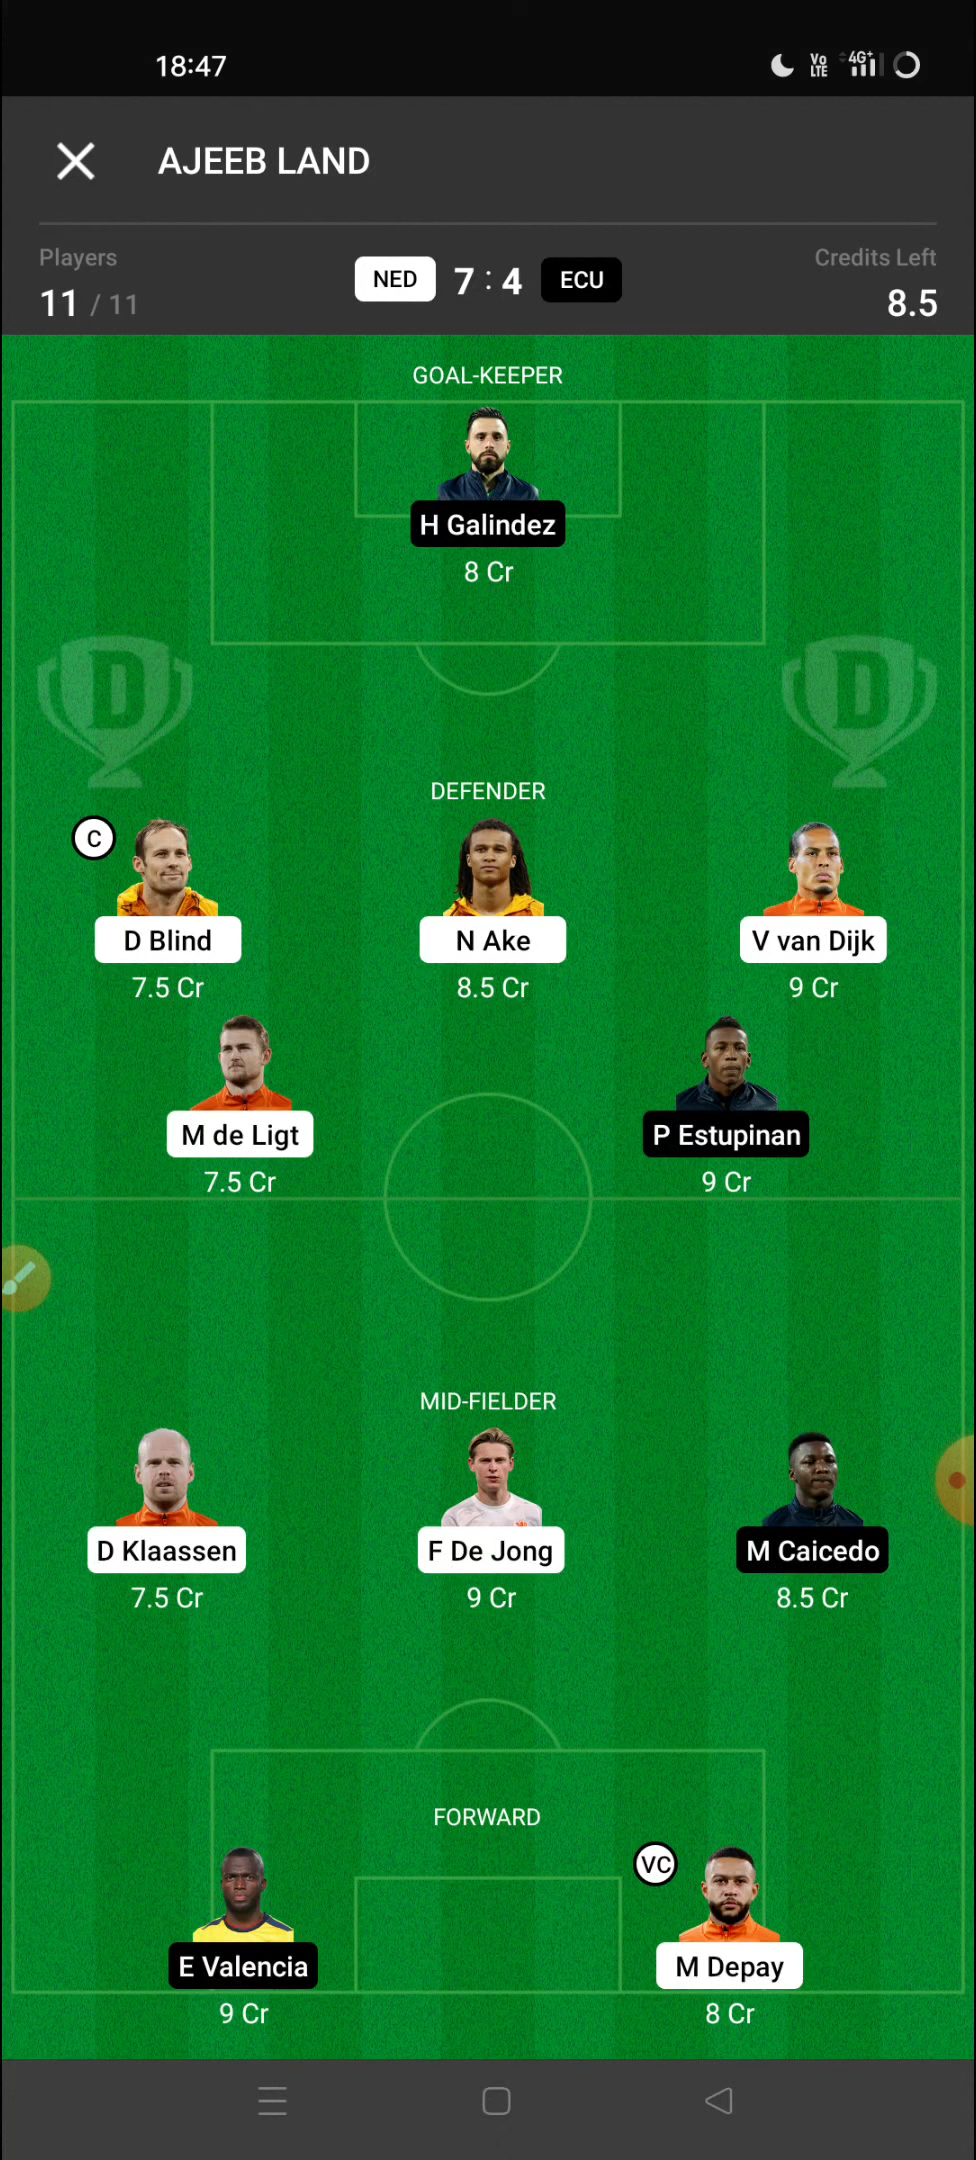 18:47
Vo LTE 4G+
AJEEB LAND
Players
Credits Left
11 / 11
NED 7 : 4 ECU
8.5
GOAL-KEEPER
H Galindez
8 Cr
D
D
DEFENDER
C
D Blind
N Ake
V van Dijk
7.5 Cr
8.5 Cr
9 Cr
M de Ligt
P Estupinan
7.5 Cr
9 Cr
MID-FIELDER
D Klaassen
F De Jong
M Caicedo
7.5 Cr
9 Cr
8.5 Cr
FORWARD
VC
E Valencia
M Depay
9 Cr
8 Cr